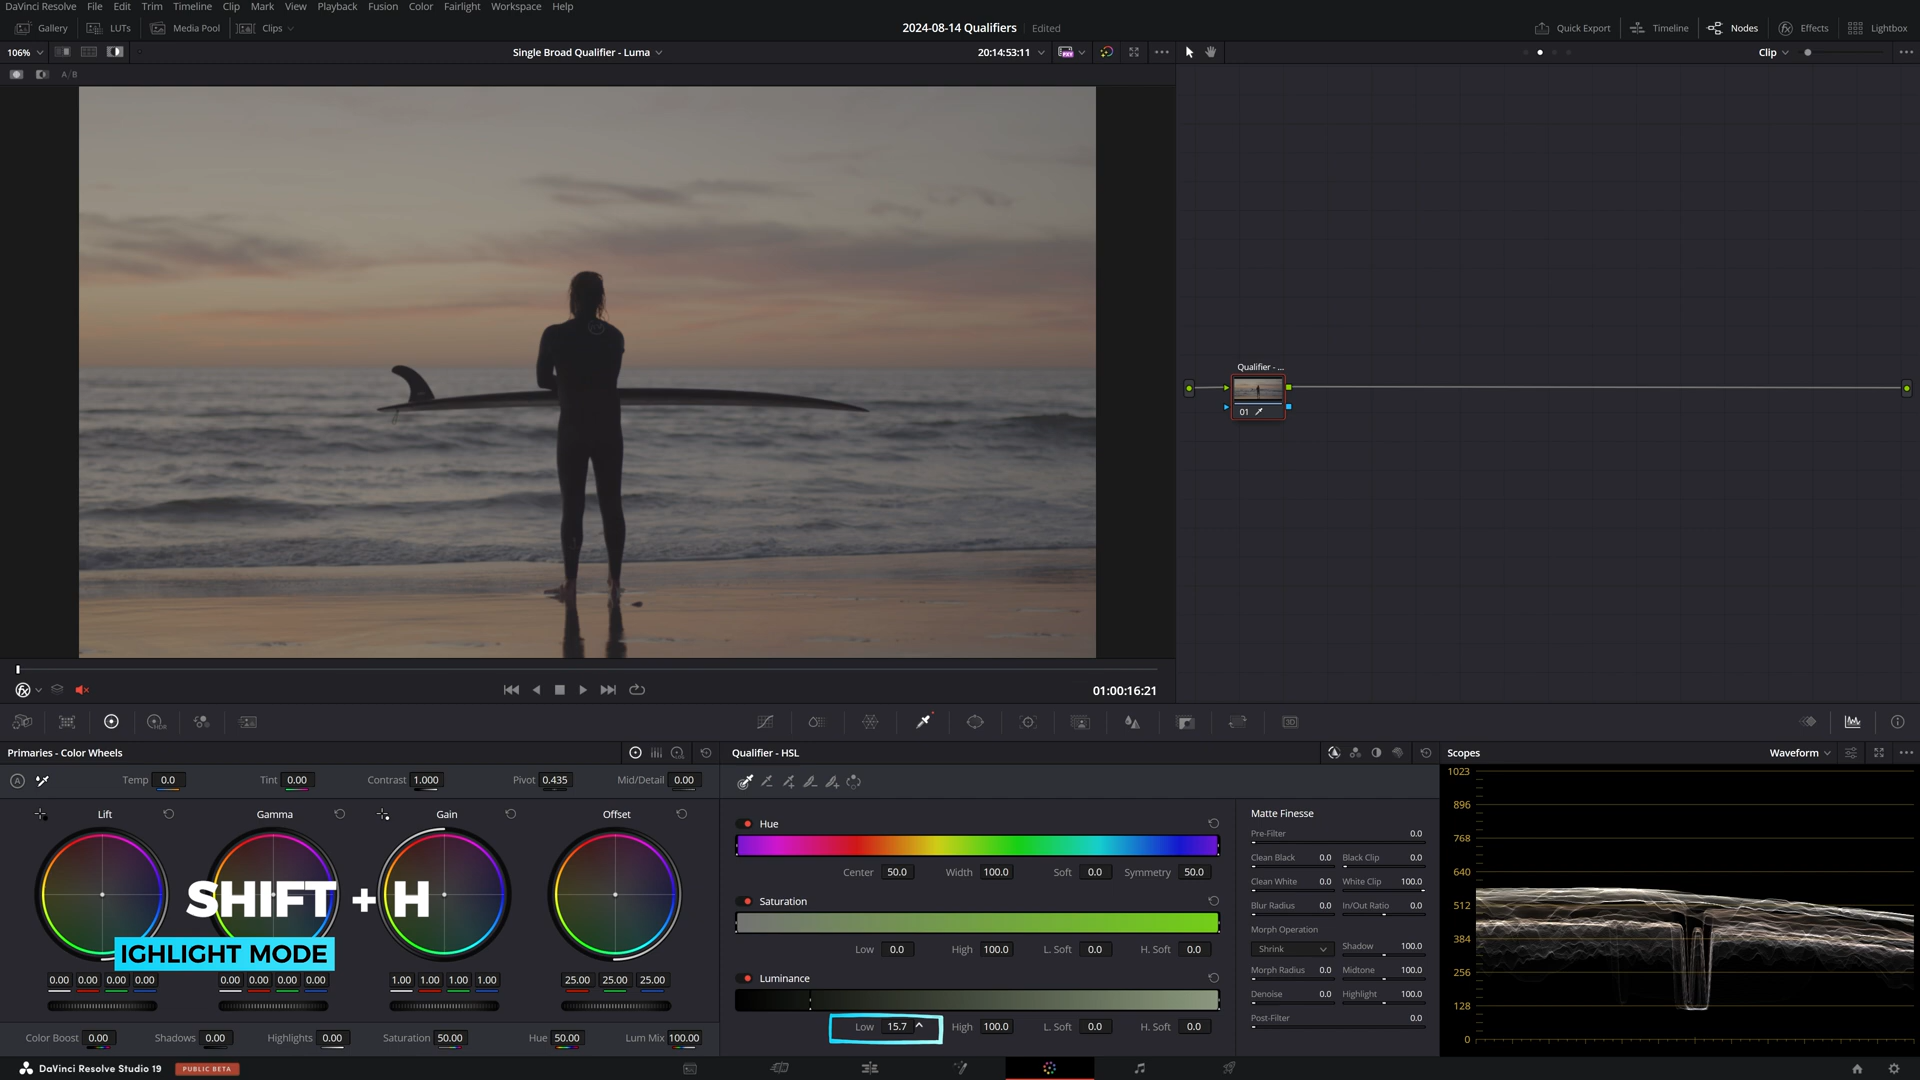 DaVinci Resolve File Edit Trim Timeline Clip Mark View Playback Fusion Color Fairlight Workspace Help
Gallery LUTs Media Pool Clips 2024-08-14 Qualifiers Edited Quick Export Timeline Nodes Effects Lightbox
106% Single Broad Qualifier - Luma 20:14:53:11 Clip
A/B
Qualifier - ...
01
01:00:16:21
Primaries - Color Wheels Qualifier - HSL Scopes Waveform
Temp 0.0 Tint 0.00 Contrast 1.000 Pivot 0.435 Mid/Detail 0.00
Lift Gamma Gain Offset
SHIFT + H
IGHLIGHT MODE
0.00 0.00 0.00 0.00 0.00 0.00 0.00 0.00 1.00 1.00 1.00 1.00 25.00 25.00 25.00
Color Boost 0.00 Shadows 0.00 Highlights 0.00 Saturation 50.00 Hue 50.00 Lum Mix 100.00
Hue
Center 50.0 Width 100.0 Soft 0.0 Symmetry 50.0
Saturation
Low 0.0 High 100.0 L. Soft 0.0 H. Soft 0.0
Luminance
Low 15.7 High 100.0 L. Soft 0.0 H. Soft 0.0
Matte Finesse
Pre-Filter 0.0
Clean Black 0.0 Black Clip 0.0
Clean White 0.0 White Clip 100.0
Blur Radius 0.0 In/Out Ratio 0.0
Morph Operation
Shrink Shadow 100.0
Morph Radius 0.0 Midtone 100.0
Denoise 0.0 Highlight 100.0
Post-Filter 0.0
1023
896
768
640
512
384
256
128
0
DaVinci Resolve Studio 19 PUBLIC BETA